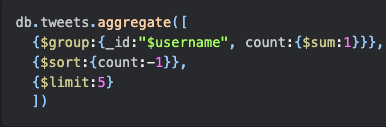 db.tweets.aggregate([
{$group:{_id:"$username", count:{$sum:1}}},
{$sort:{count:-1}},
{$limit:5}
])